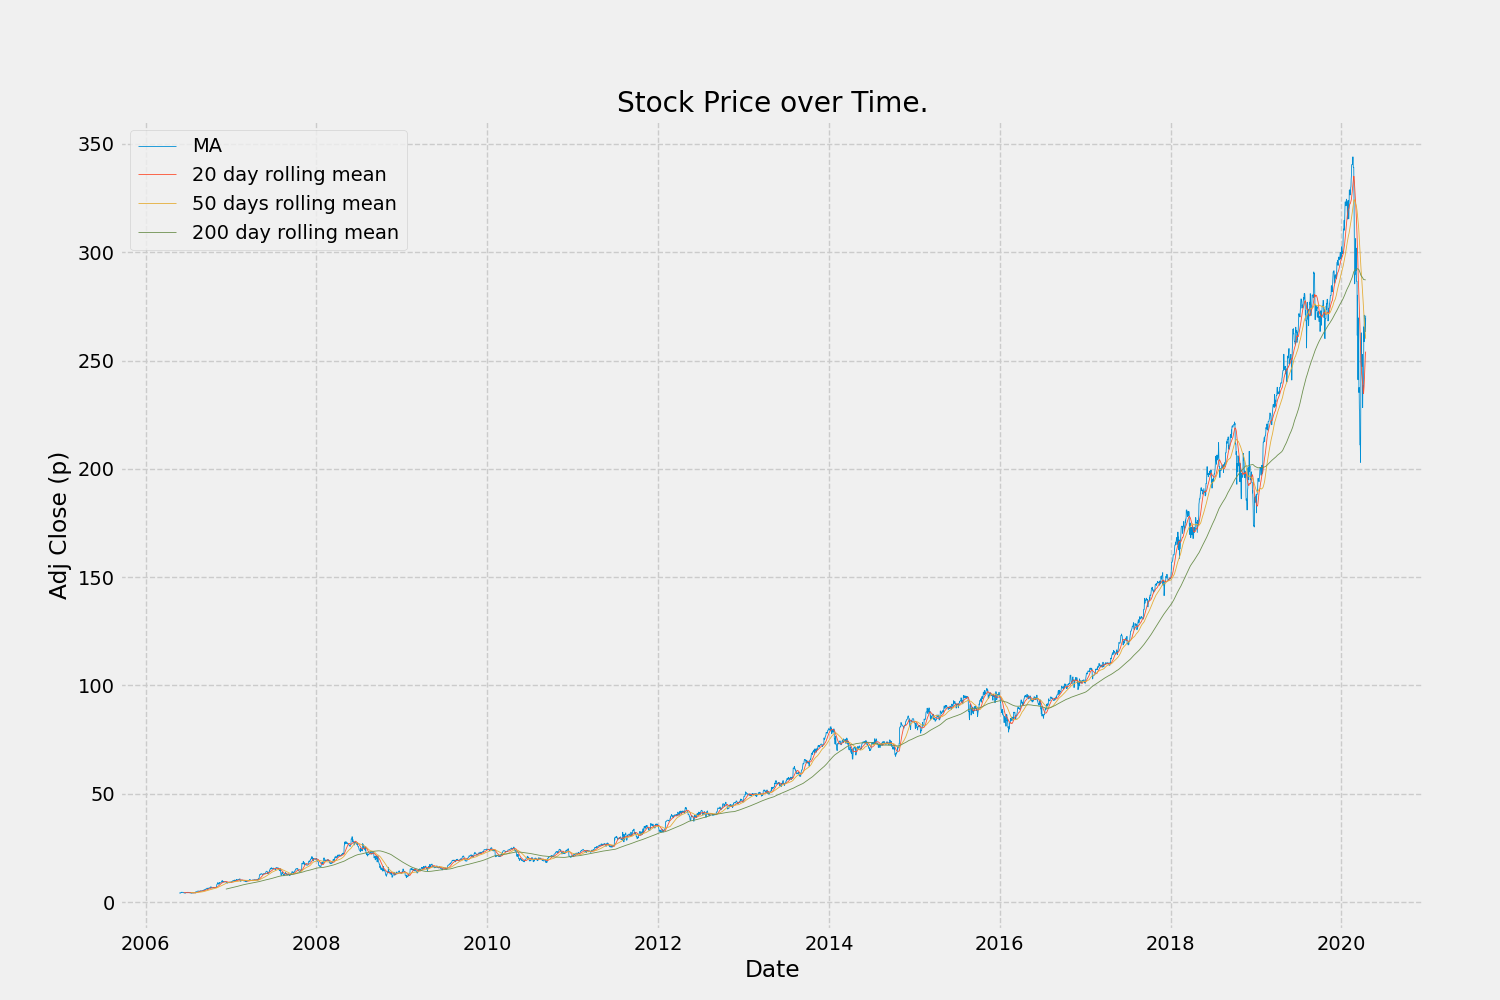 Stock Price over Time.
MA
20 day rolling mean
50 days rolling mean
200 day rolling mean
Adj Close (p)
350
300
250
200
150
100
50
0
2006 2008 2010 2012 2014 2016 2018 2020
Date